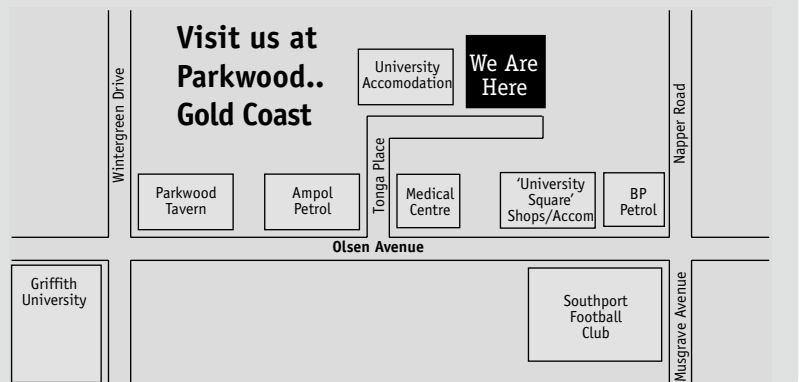 Visit us at
Parkwood..
Gold Coast
University
Accomodation
We Are
Here
Wintergreen Drive
Napper Road
Tonga Place
Parkwood
Tavern
Ampol
Petrol
Medical
Centre
'University
Square'
Shops/Accom
BP
Petrol
Olsen Avenue
Griffith
University
Southport
Football
Club
Musgrave Avenue